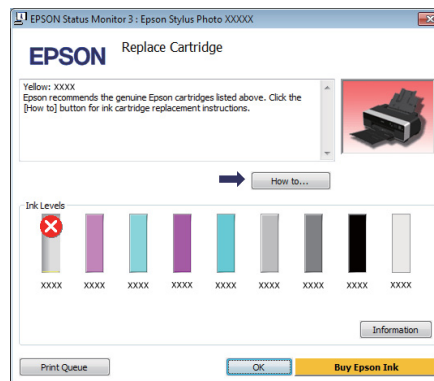 EPSON Status Monitor 3 : Epson Stylus Photo XXXXX
EPSON
Replace Cartridge
Yellow: XXXX
Epson recommends the genuine Epson cartridges listed above. Click the
[How to] button for ink cartridge replacement instructions.
How to...
Ink Levels
XXXX XXXX XXXX XXXX XXXX XXXX XXXX XXXX XXXX
Information
Print Queue OK Buy Epson Ink